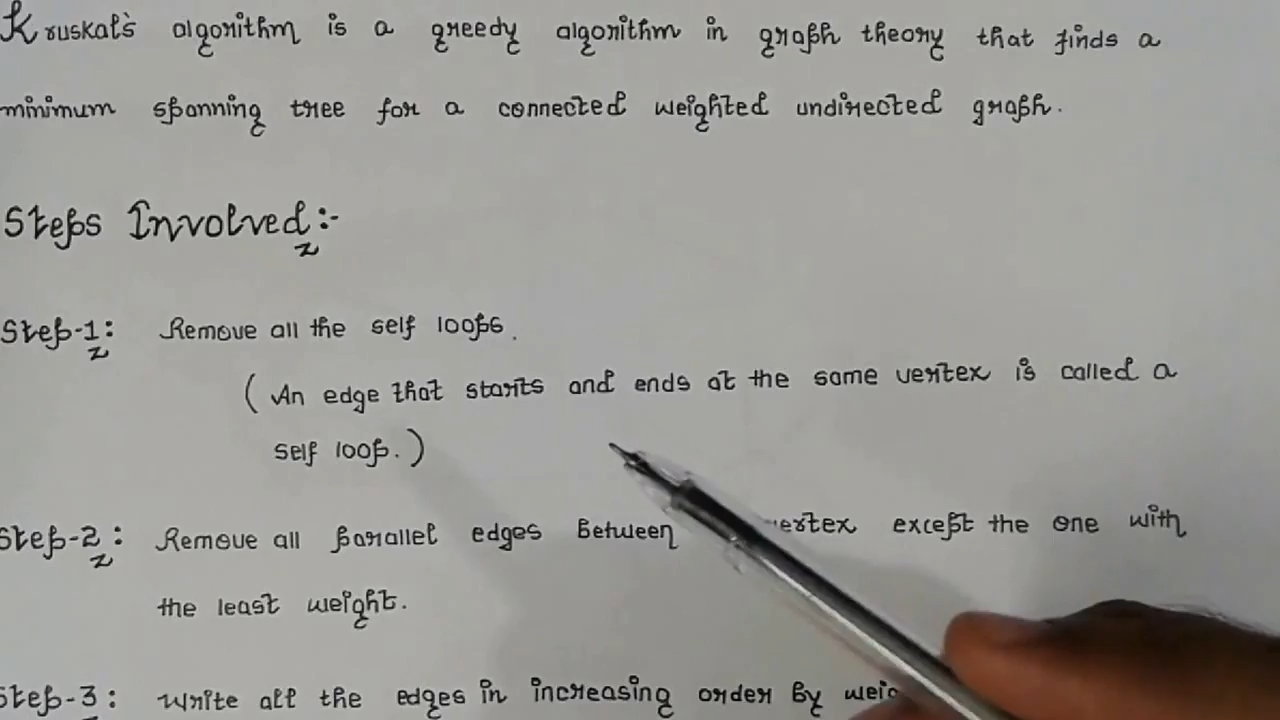 Kruskal's algorithm is a greedy algorithm in graph theory that finds a
minimum spanning tree for a connected weighted undirected graph.
Steps Involved:-
Step-1: Remove all the self loops.
(An edge that starts and ends at the same vertex is called a
self loop.)
Step-2: Remove all parallel edges between vertex except the one with
the least weight.
Step-3: Write all the edges in increasing order by